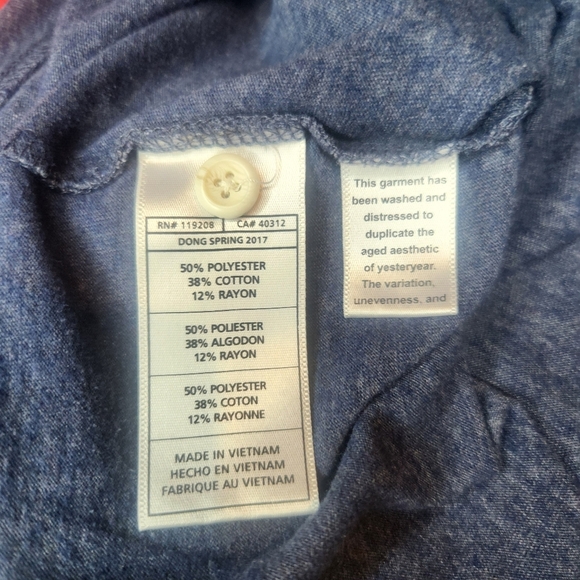 RN# 119208 CA# 40312
DONG SPRING 2017
50% POLYESTER
38% COTTON
12% RAYON
50% POLIESTER
38% ALGODON
12% RAYON
50% POLYESTER
38% COTON
12% RAYONNE
MADE IN VIETNAM
HECHO EN VIETNAM
FABRIQUE AU VIETNAM
This garment has
been washed and
distressed to
duplicate the
aged aesthetic
of yesteryear.
The variation,
unevenness, and